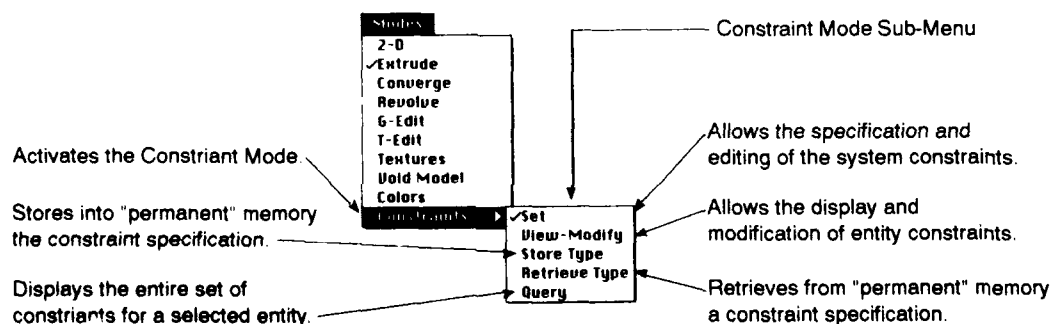 Modes
2-D
✓Extrude
Converge
Revolve
G-Edit
T-Edit
Textures
Void Model
Colors
Constraints
✓Set
View-Modify
Store Type
Retrieve Type
Query
Constraint Mode Sub-Menu
Activates the Constriant Mode.
Stores into "permanent" memory
the constraint specification.
Displays the entire set of
constriants for a selected entity.
Allows the specification and
editing of the system constraints.
Allows the display and
modification of entity constraints.
Retrieves from "permanent" memory
a constraint specification.